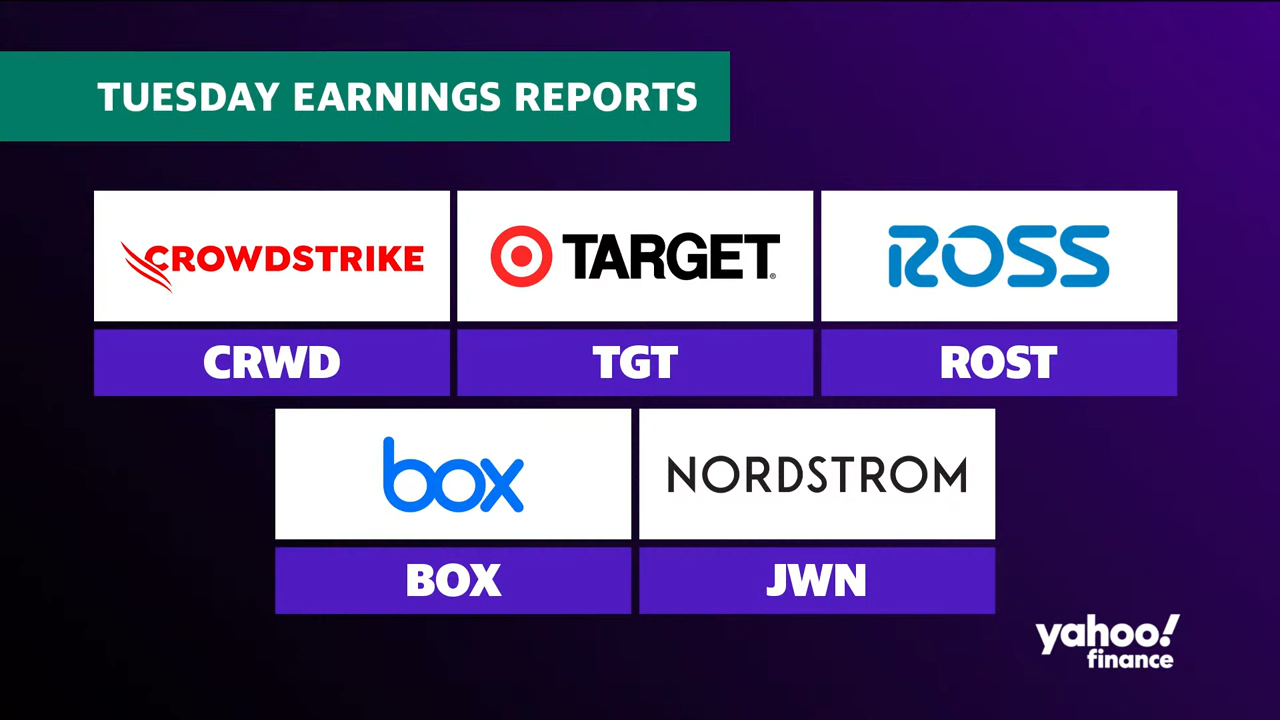 TUESDAY EARNINGS REPORTS
CROWDSTRIKE
TARGET®
ROSS
CRWD
TGT
ROST
box
NORDSTROM
BOX
JWN
yahoo!
finance